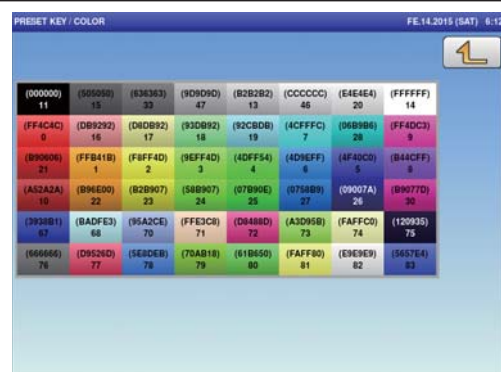 PRESET KEY / COLOR FE.14.2015 (SAT) 6:12
(000000) (505050) (636363) (9D9D9D) (B2B2B2) (CCCCCC) (E4E4E4) (FFFFFF)
11 15 33 47 13 46 20 14
(FF4C4C) (DB9292) (D8DB92) (93DB92) (92CBDB) (4CFFFC) (06B9B6) (FF4DC3)
0 16 17 18 19 7 28 9
(B90606) (FFB41B) (F8FF4D) (9EFF4D) (4DFF54) (4D9EFF) (4F40C0) (B44CFF)
21 1 2 3 4 6 5 8
(A52A2A) (B96E00) (B2B907) (58B907) (07B90E) (0758B9) (09007A) (B9077D)
10 22 23 24 25 27 26 30
(3938B1) (BADFE3) (95A2CE) (FFE3C8) (D8488D) (A3D95B) (FAFFC0) (120935)
67 68 70 71 72 73 74 75
(666666) (D9526D) (5E8DEB) (70AB18) (61B650) (FAFF80) (E9E9E9) (5657E4)
76 77 78 79 80 81 82 83